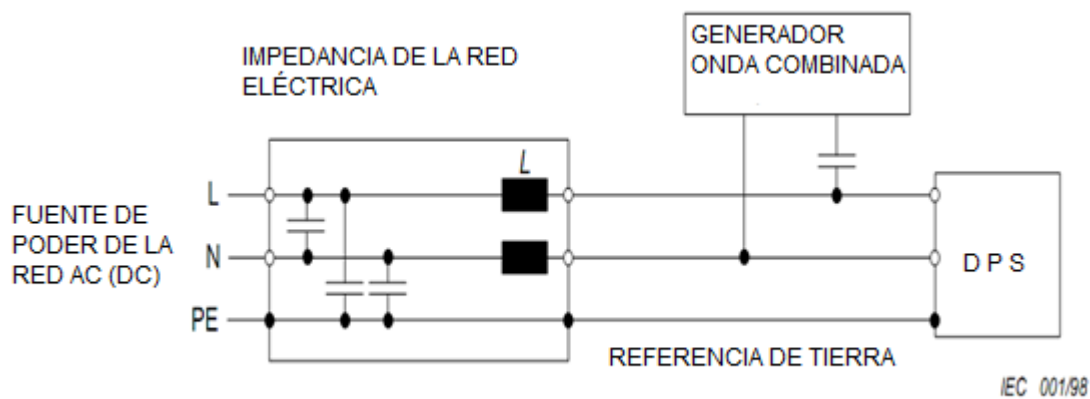 IMPEDANCIA DE LA RED
ELÉCTRICA
GENERADOR
ONDA COMBINADA
FUENTE DE
PODER DE LA
RED AC (DC)
L
N
PE
L
D P S
REFERENCIA DE TIERRA
IEC 001/98